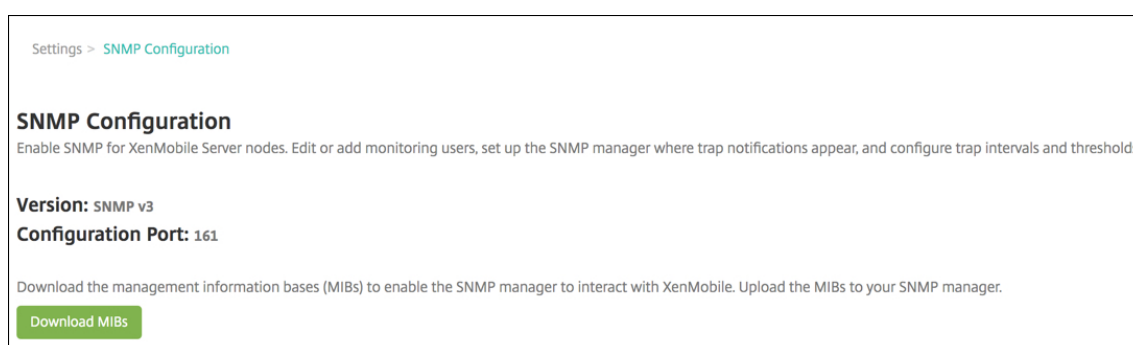 Settings > SNMP Configuration
SNMP Configuration
Enable SNMP for XenMobile Server nodes. Edit or add monitoring users, set up the SNMP manager where trap notifications appear, and configure trap intervals and threshold
Version: SNMP v3
Configuration Port: 161
Download the management information bases (MIBs) to enable the SNMP manager to interact with XenMobile. Upload the MIBs to your SNMP manager.
Download MIBs